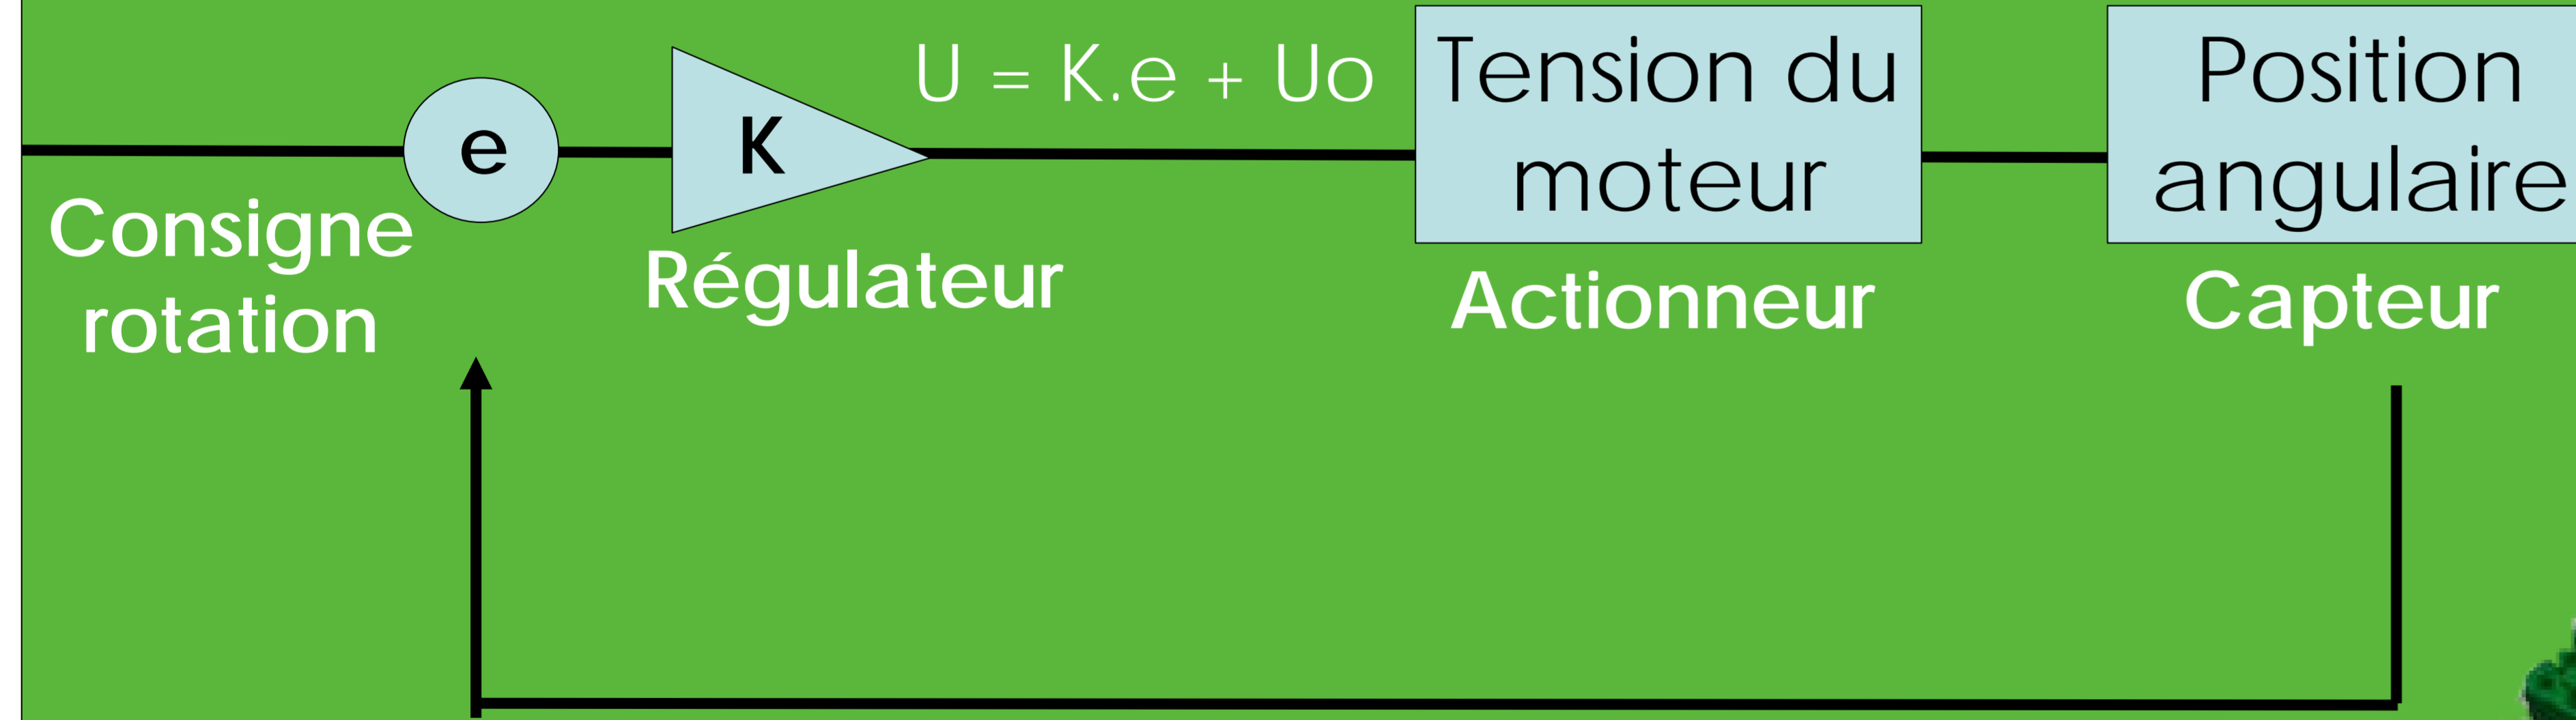 e
K
U = K.e + Uo
Tension du
moteur
Position
angulaire
Consigne
rotation
Régulateur
Actionneur
Capteur